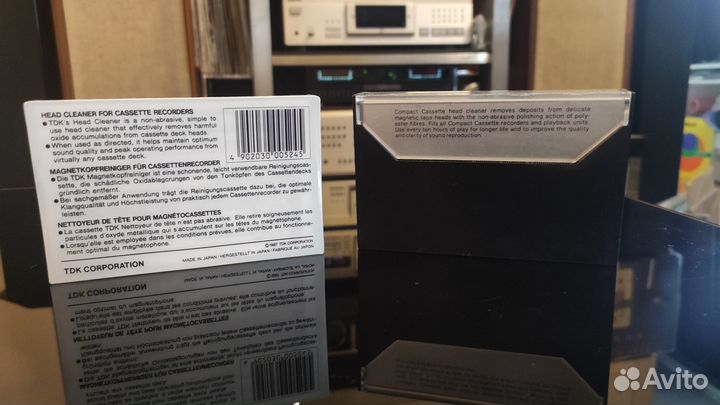 HEAD CLEANER FOR CASSETTE RECORDERS
● TDK's Head Cleaner is a non-abrasive, simple to
use head cleaner that effectively removes harmful
oxide accumulations from cassette deck heads.
● When used as directed, it helps maintain optimum
sound quality and peak operating performance from
virtually any cassette deck.
4 902030 005245
MAGNETKOPFREINIGER FÜR CASSETTENRECORDER
● Die TDK Magnetkopfreiniger ist eine schonende, leicht verwendbare Reinigungscas-
sette, die schädliche Oxidablagrungen von den Tonköpfen des Cassettendecks
gründlich entfernt.
● Bei sachgemäßer Anwendung trägt die Reinigungscassette dazu bei, die optimale
Klangqualität und Höchstleistung von praktisch jedem Cassettenrecorder zu gewähr-
leisten.
NETTOYEUR DE TÊTE POUR MAGNÉTOCASSETTES
● La cassette TDK Nettoyeur de tête n'est pas abrasive. Elle retire soigneusement les
particules d'oxyde métallique qui s'accumulent sur les têtes du magnétophone.
● Lorsqu'elle est employée dans les conditions prévues, elle contribue au fonctionne-
ment optimal du magnétophone.
©1987 TDK CORPORATION
TDK CORPORATION
MADE IN JAPAN / HERGESTELLT IN JAPAN / FABRIQUÉ AU JAPON
Compact Cassette head cleaner removes deposits from delicate
magnetic tape heads with the non-abrasive polishing action of poly-
ester fibres. Fits all Compact Cassette recorders and playback units.
Use every ten hours of play for longer life and to improve the quality
and clarity of sound reproduction.
Avito